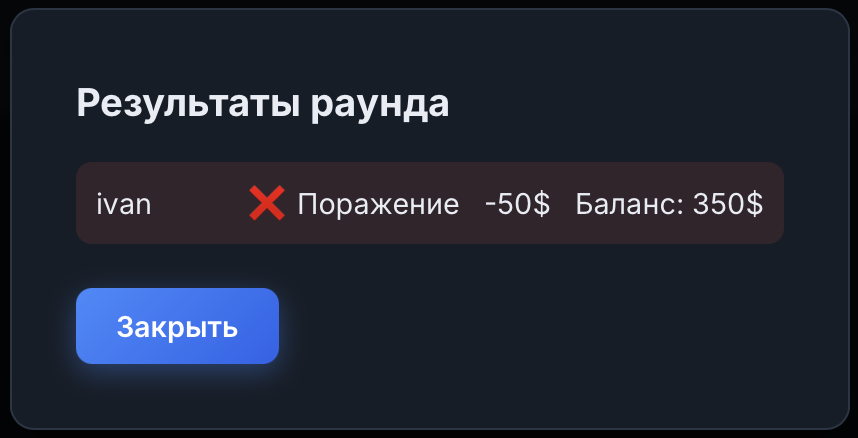 Результаты раунда
ivan ❌ Поражение -50$ Баланс: 350$
Закрыть